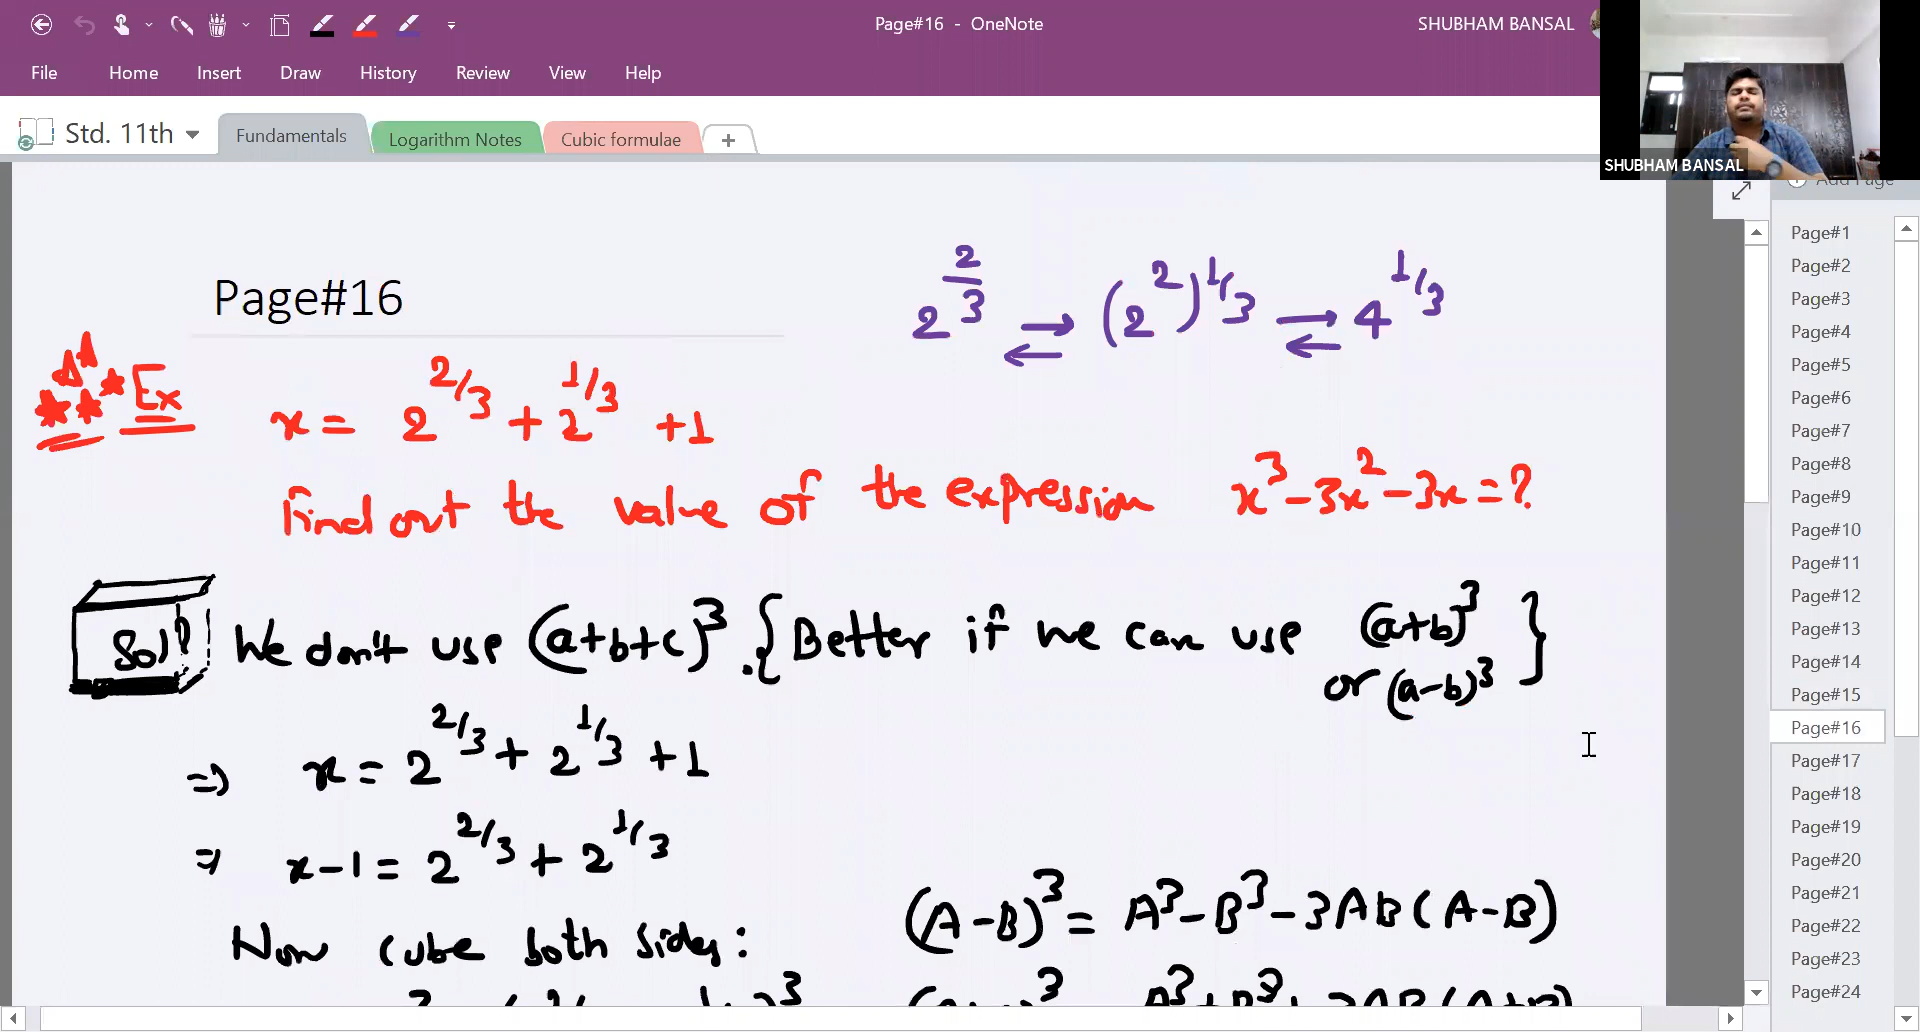 Page#16 - OneNote
SHUBHAM BANSAL
File Home Insert Draw History Review View Help
Std. 11th
Fundamentals
Logarithm Notes
Cubic formulae
+
SHUBHAM BANSAL
Add Page
Page#16
2^{2/3} ⇄ (2^2)^{1/3} ⇄ 4^{1/3}
Ex
x = 2^{2/3} + 2^{1/3} + 1
Find out the value of the expression x^3 - 3x^2 - 3x = ?
Sol? We don't use (a+b+c)^3. {Better if we can use (a+b)^3
or (a-b)^3}
=> x = 2^{2/3} + 2^{1/3} + 1
=> x - 1 = 2^{2/3} + 2^{1/3}
Now cube both sides:
(A-B)^3 = A^3 - B^3 - 3AB(A-B)
Page#1
Page#2
Page#3
Page#4
Page#5
Page#6
Page#7
Page#8
Page#9
Page#10
Page#11
Page#12
Page#13
Page#14
Page#15
Page#16
Page#17
Page#18
Page#19
Page#20
Page#21
Page#22
Page#23
Page#24